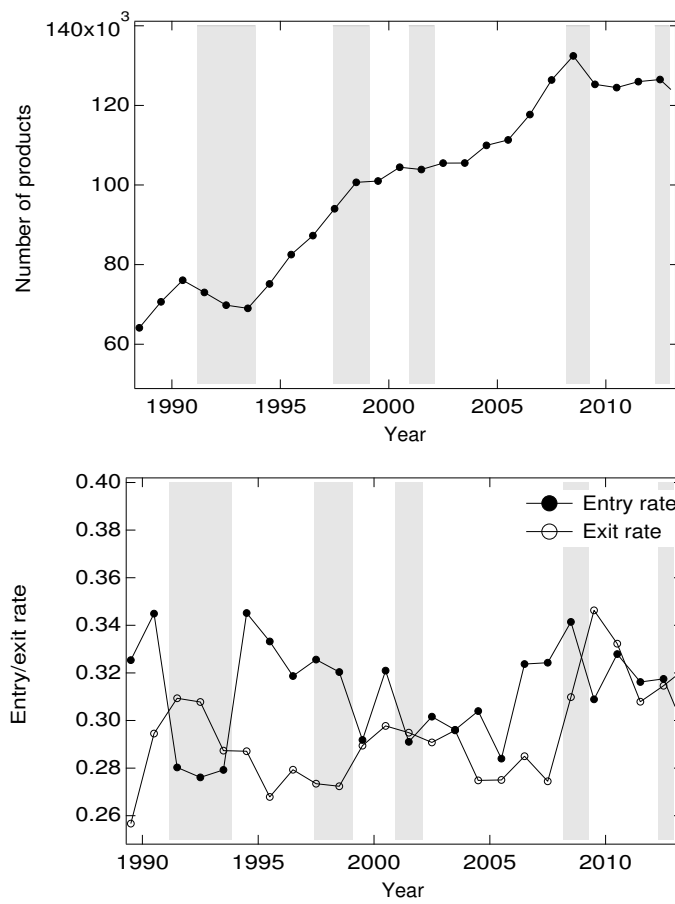 140x10³
120
100
80
60
Number of products
1990 1995 2000 2005 2010
Year
0.40
0.38
0.36
0.34
0.32
0.30
0.28
0.26
Entry/exit rate
Entry rate
Exit rate
1990 1995 2000 2005 2010
Year